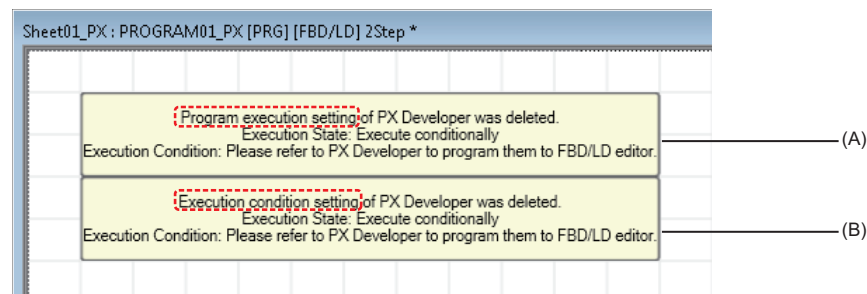 Sheet01_PX : PROGRAM01_PX [PRG] [FBD/LD] 2Step *
Program execution setting of PX Developer was deleted.
Execution State: Execute conditionally
Execution Condition: Please refer to PX Developer to program them to FBD/LD editor.
(A)
Execution condition setting of PX Developer was deleted.
Execution State: Execute conditionally
Execution Condition: Please refer to PX Developer to program them to FBD/LD editor.
(B)